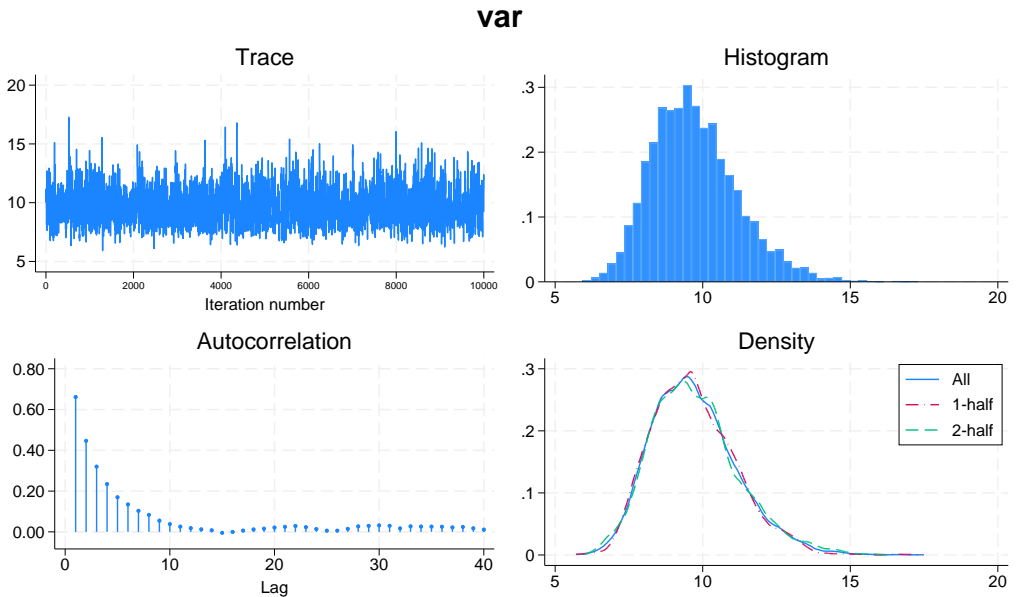 var
Trace
20
15
10
5
0 2000 4000 6000 8000 10000
Iteration number
Histogram
.3
.2
.1
0
5 10 15 20
Autocorrelation
0.80
0.60
0.40
0.20
0.00
0 10 20 30 40
Lag
Density
.3
.2
.1
0
5 10 15 20
All
1-half
2-half